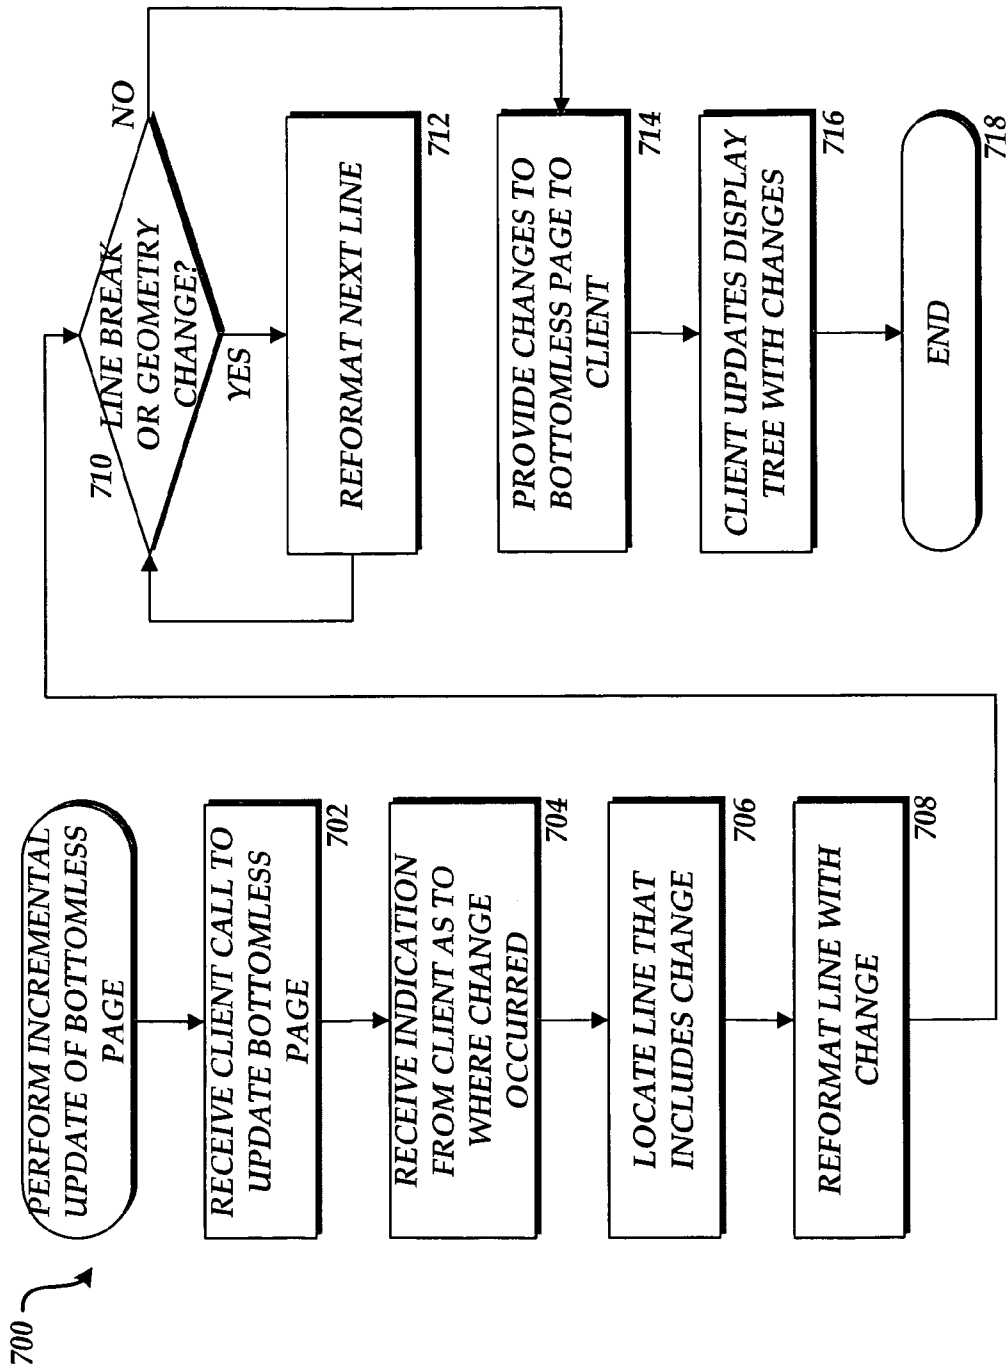 700
PERFORM INCREMENTAL
UPDATE OF BOTTOMLESS
PAGE
RECEIVE CLIENT CALL TO
UPDATE BOTTOMLESS
PAGE
702
RECEIVE INDICATION
FROM CLIENT AS TO
WHERE CHANGE
OCCURRED
704
LOCATE LINE THAT
INCLUDES CHANGE
706
REFORMAT LINE WITH
CHANGE
708
710
LINE BREAK
OR GEOMETRY
CHANGE?
NO
YES
REFORMAT NEXT LINE
712
PROVIDE CHANGES TO
BOTTOMLESS PAGE TO
CLIENT
714
CLIENT UPDATES DISPLAY
TREE WITH CHANGES
716
END
718